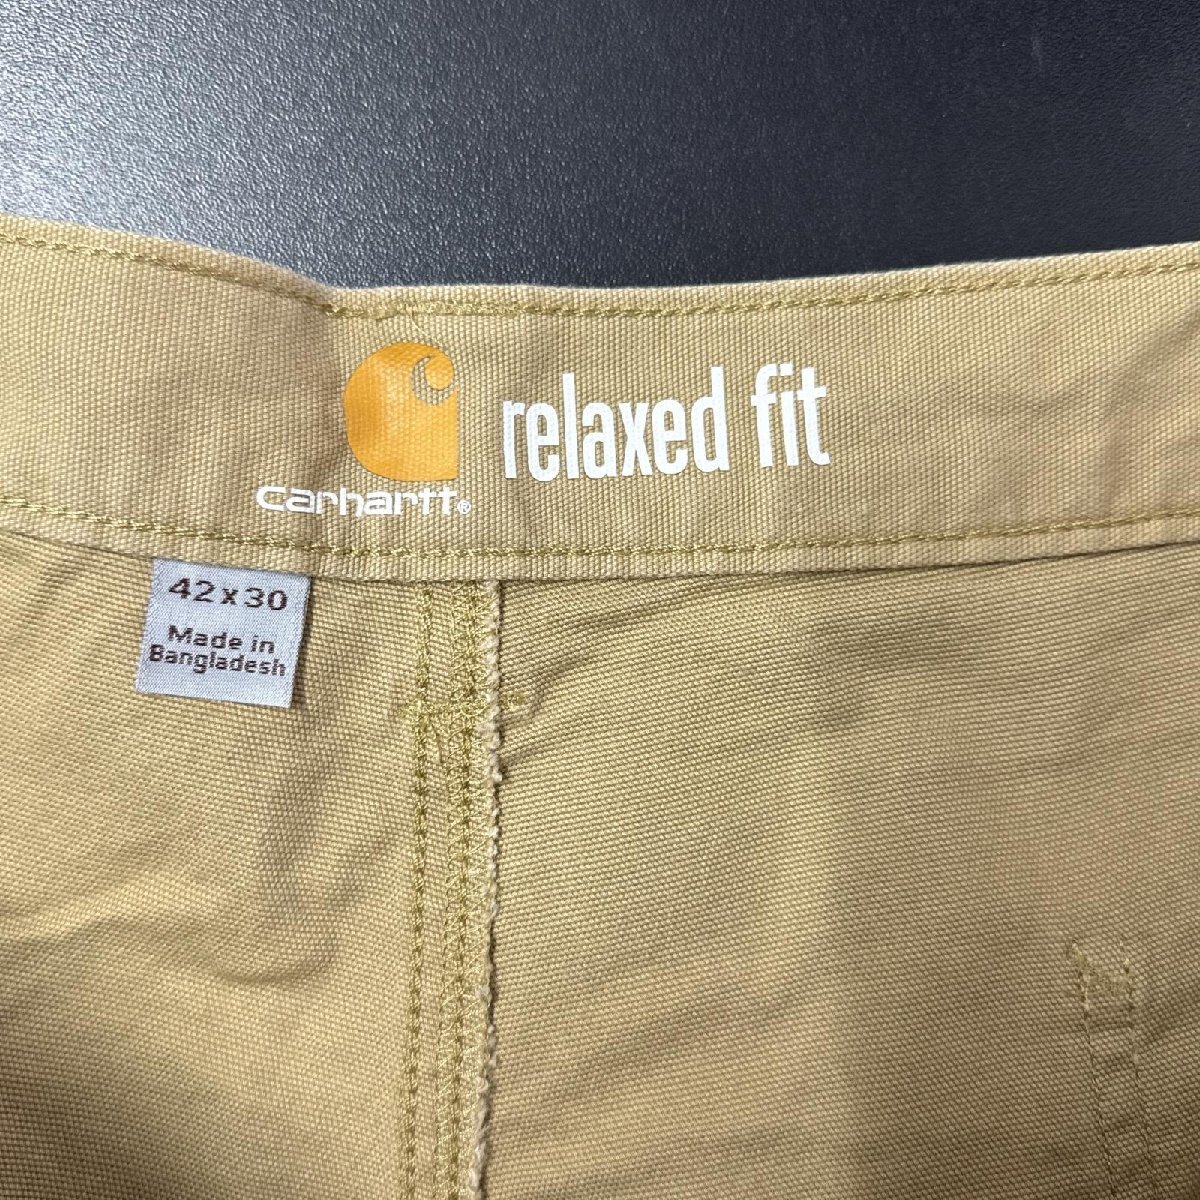 relaxed fit
carhartt®
42x30
Made in
Bangladesh